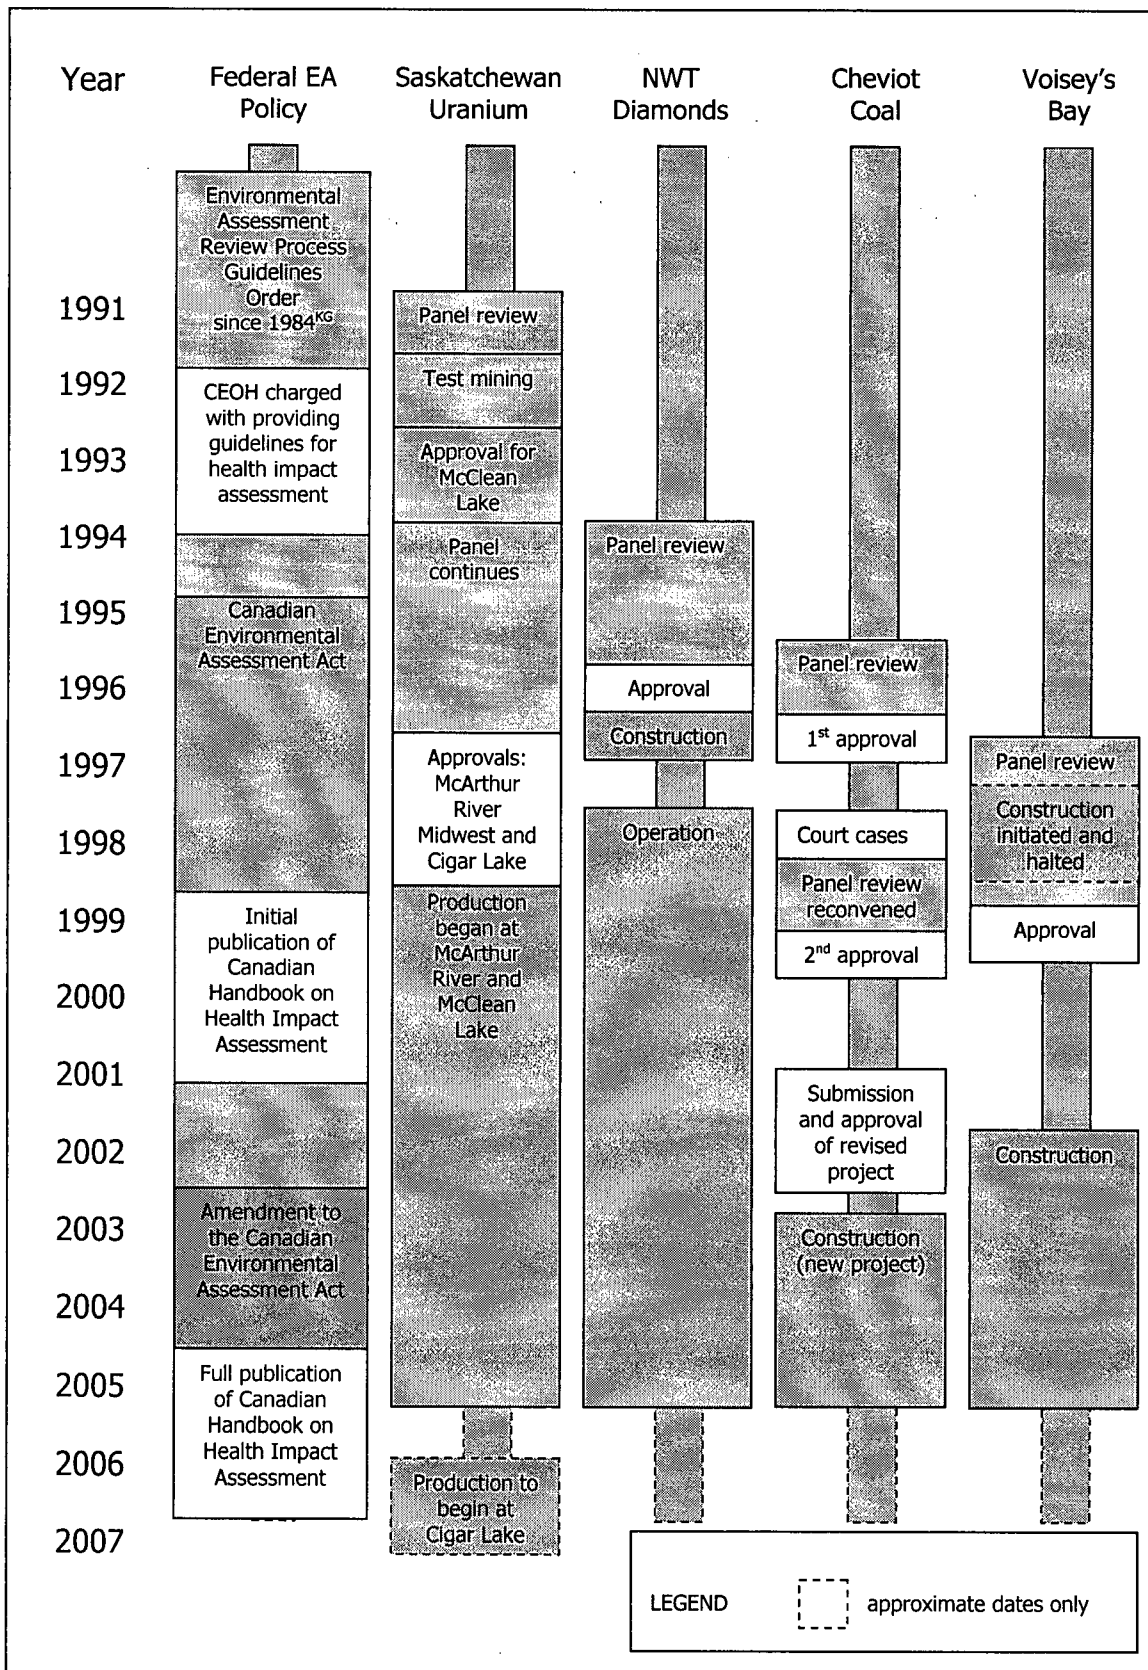 Year
Federal EA
Policy
Saskatchewan
Uranium
NWT
Diamonds
Cheviot
Coal
Voisey's
Bay
1991
1992
1993
1994
1995
1996
1997
1998
1999
2000
2001
2002
2003
2004
2005
2006
2007
Environmental
Assessment
Review Process
Guidelines
Order
since 1984KG
CEOH charged
with providing
guidelines for
health impact
assessment
Canadian
Environmental
Assessment Act
Initial
publication of
Canadian
Handbook on
Health Impact
Assessment
Amendment to
the Canadian
Environmental
Assessment Act
Full publication
of Canadian
Handbook on
Health Impact
Assessment
Panel review
Test mining
Approval for
McClean
Lake
Panel
continues
Approvals:
McArthur
River
Midwest and
Cigar Lake
Production
began at
McArthur
River and
McClean
Lake
Production to
begin at
Cigar Lake
Panel review
Approval
Construction
Operation
Panel review
1st approval
Court cases
Panel review
reconvened
2nd approval
Submission
and approval
of revised
project
Construction
(new project)
Panel review
Construction
initiated and
halted
Approval
Construction
LEGEND
approximate dates only